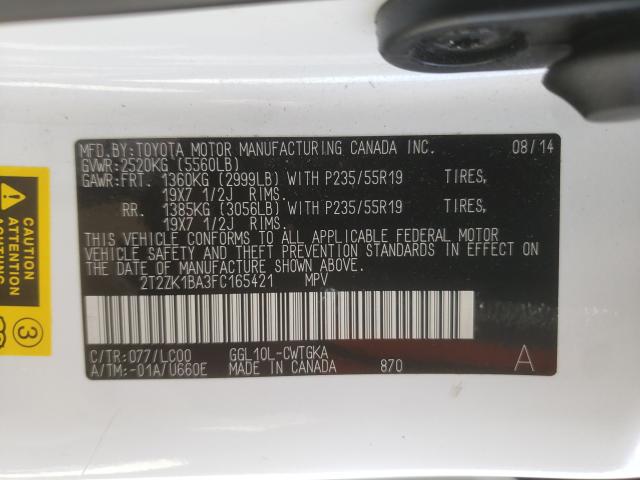 MFD.BY:TOYOTA MOTOR MANUFACTURING CANADA INC. 08/14
GVWR:2520KG (5560LB)
GAWR:FRT. 1360KG (2999LB) WITH P235/55R19 TIRES,
19X7 1/2J RIMS.
RR. 1385KG (3056LB) WITH P235/55R19 TIRES,
19X7 1/2J RIMS.
THIS VEHICLE CONFORMS TO ALL APPLICABLE FEDERAL MOTOR
VEHICLE SAFETY AND THEFT PREVENTION STANDARDS IN EFFECT ON
THE DATE OF MANUFACTURE SHOWN ABOVE.
2T2ZK1BA3FC165421 MPV
C/TR:077/LC00 GGL10L-CWTGKA
A/TM:-01A/U660E MADE IN CANADA 870 A
CAUTION
ATTENTION
3